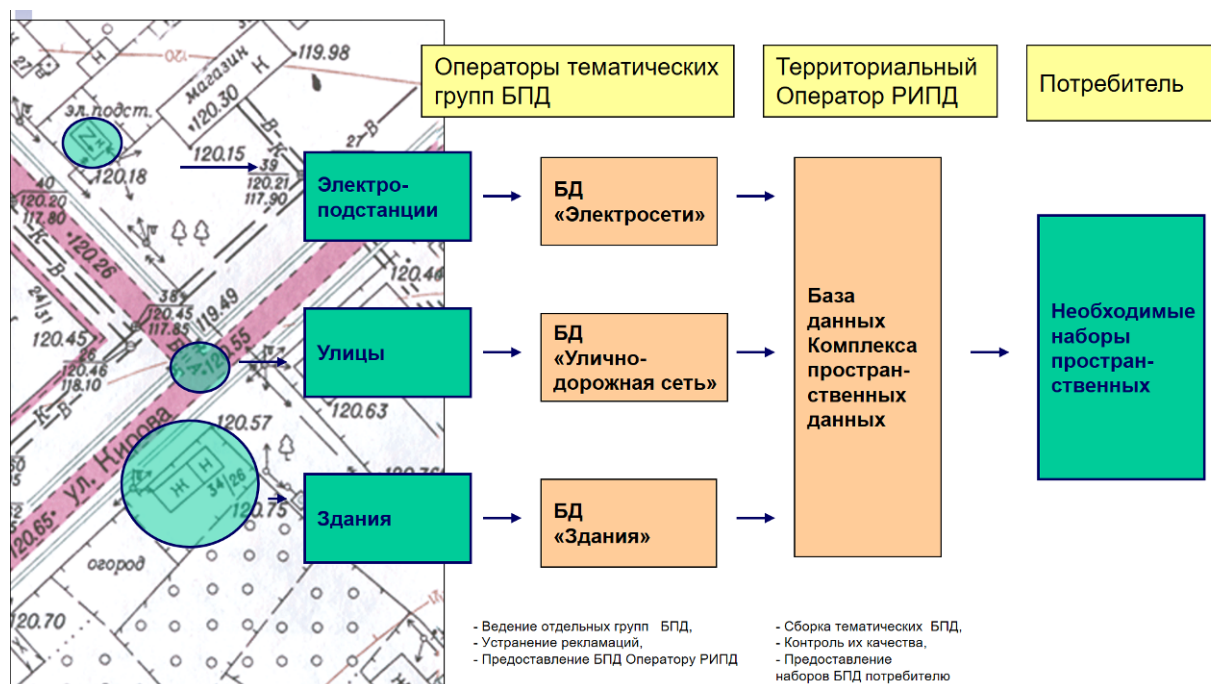 Операторы тематических
групп БПД
Территориальный
Оператор РИПД
Потребитель
119.98
120
магазин
Н
120.30
27
Н
эл.подст.
120.18
120.15
В
К
В
27
39
120.21
117.90
40
120.20
117.80
120.26
К
В
24/31
38
120.45
117.85
119.49
120.55
120.46
120.45
26
120.46
118.10
К
В
120.63
120.57
ул. Кирова
Ж
Н
34/26
120.75
120.65
огород
120.70
Электро-
подстанции
БД
«Электросети»
Улицы
БД
«Улично-
дорожная сеть»
Здания
БД
«Здания»
База
данных
Комплекса
простран-
ственных
данных
Необходимые
наборы
простран-
ственных
- Ведение отдельных групп БПД,
- Устранение рекламаций,
- Предоставление БПД Оператору РИПД
- Сборка тематических БПД,
- Контроль их качества,
- Предоставление
наборов БПД потребителю